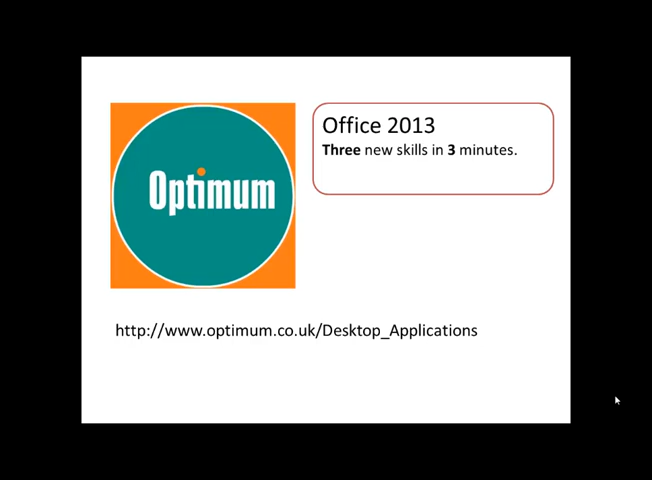 Optimum
Office 2013
Three new skills in 3 minutes.
http://www.optimum.co.uk/Desktop_Applications